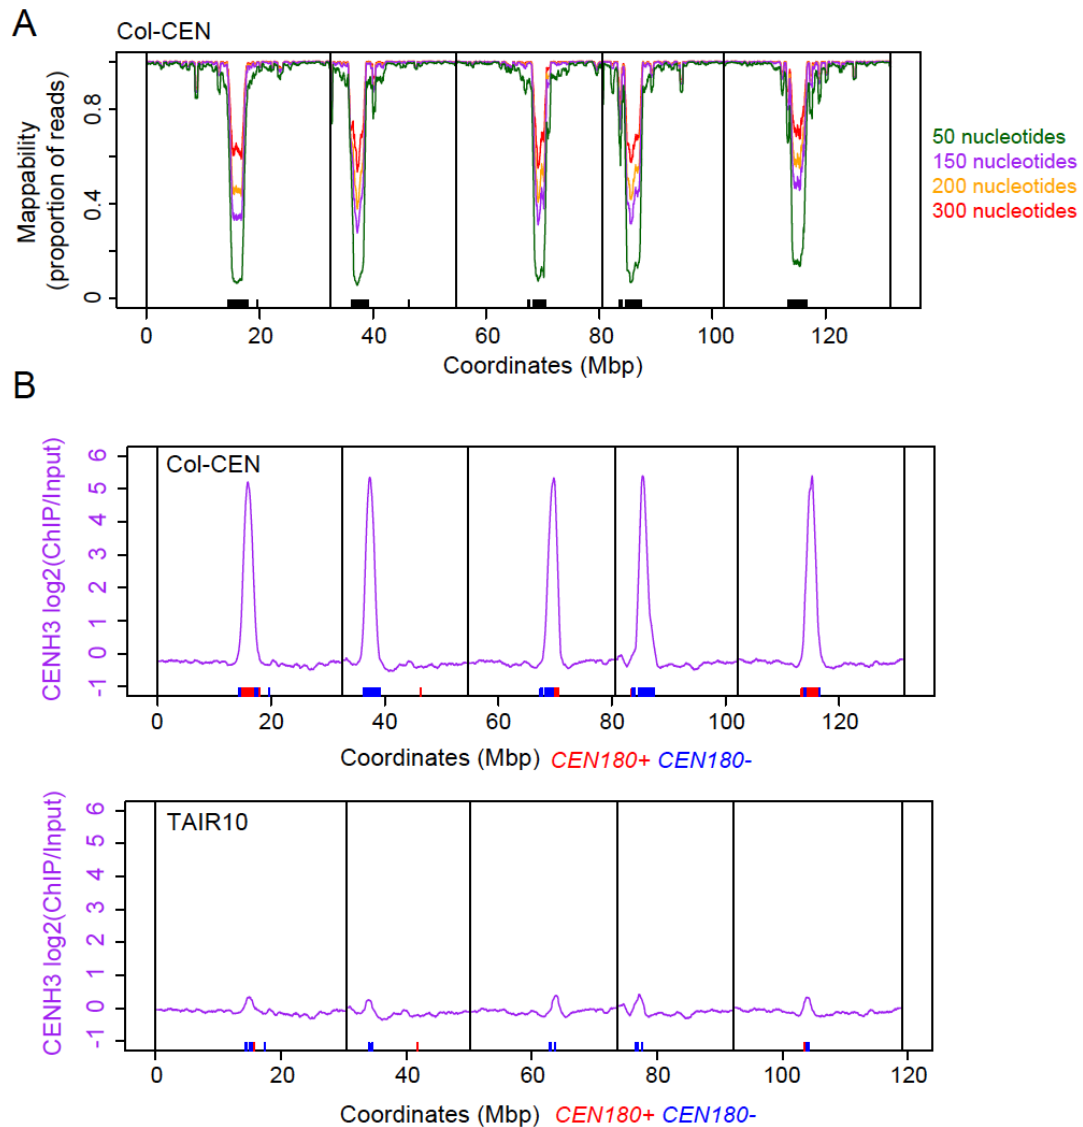 A
Col-CEN
Mappability
(proportion of reads)
0 0.4 0.8
50 nucleotides
150 nucleotides
200 nucleotides
300 nucleotides
0 20 40 60 80 100 120
Coordinates (Mbp)
B
CENH3 log2(ChIP/Input)
-1 0 1 2 3 4 5 6
Col-CEN
0 20 40 60 80 100 120
Coordinates (Mbp) CEN180+ CEN180-
CENH3 log2(ChIP/Input)
-1 0 1 2 3 4 5 6
TAIR10
0 20 40 60 80 100 120
Coordinates (Mbp) CEN180+ CEN180-